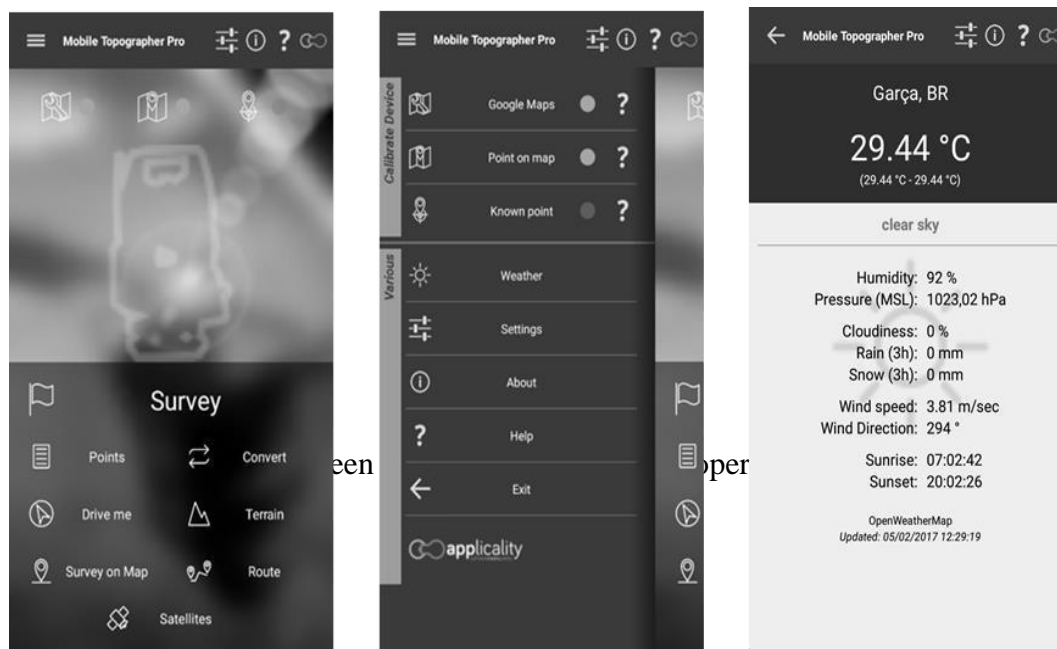 Mobile Topographer Pro ?
Survey
Points
Convert
Drive me
Terrain
Survey on Map
Route
Satellites
een
Mobile Topographer Pro ?
Calibrate Device
Google Maps ?
Point on map ?
Known point ?
Various
Weather
Settings
About
? Help
Exit
applicality
oper
Mobile Topographer Pro ?
Garça, BR
29.44 °C
(29.44 °C - 29.44 °C)
clear sky
Humidity: 92 %
Pressure (MSL): 1023,02 hPa
Cloudiness: 0 %
Rain (3h): 0 mm
Snow (3h): 0 mm
Wind speed: 3.81 m/sec
Wind Direction: 294 °
Sunrise: 07:02:42
Sunset: 20:02:26
OpenWeatherMap
Updated: 05/02/2017 12:29:19